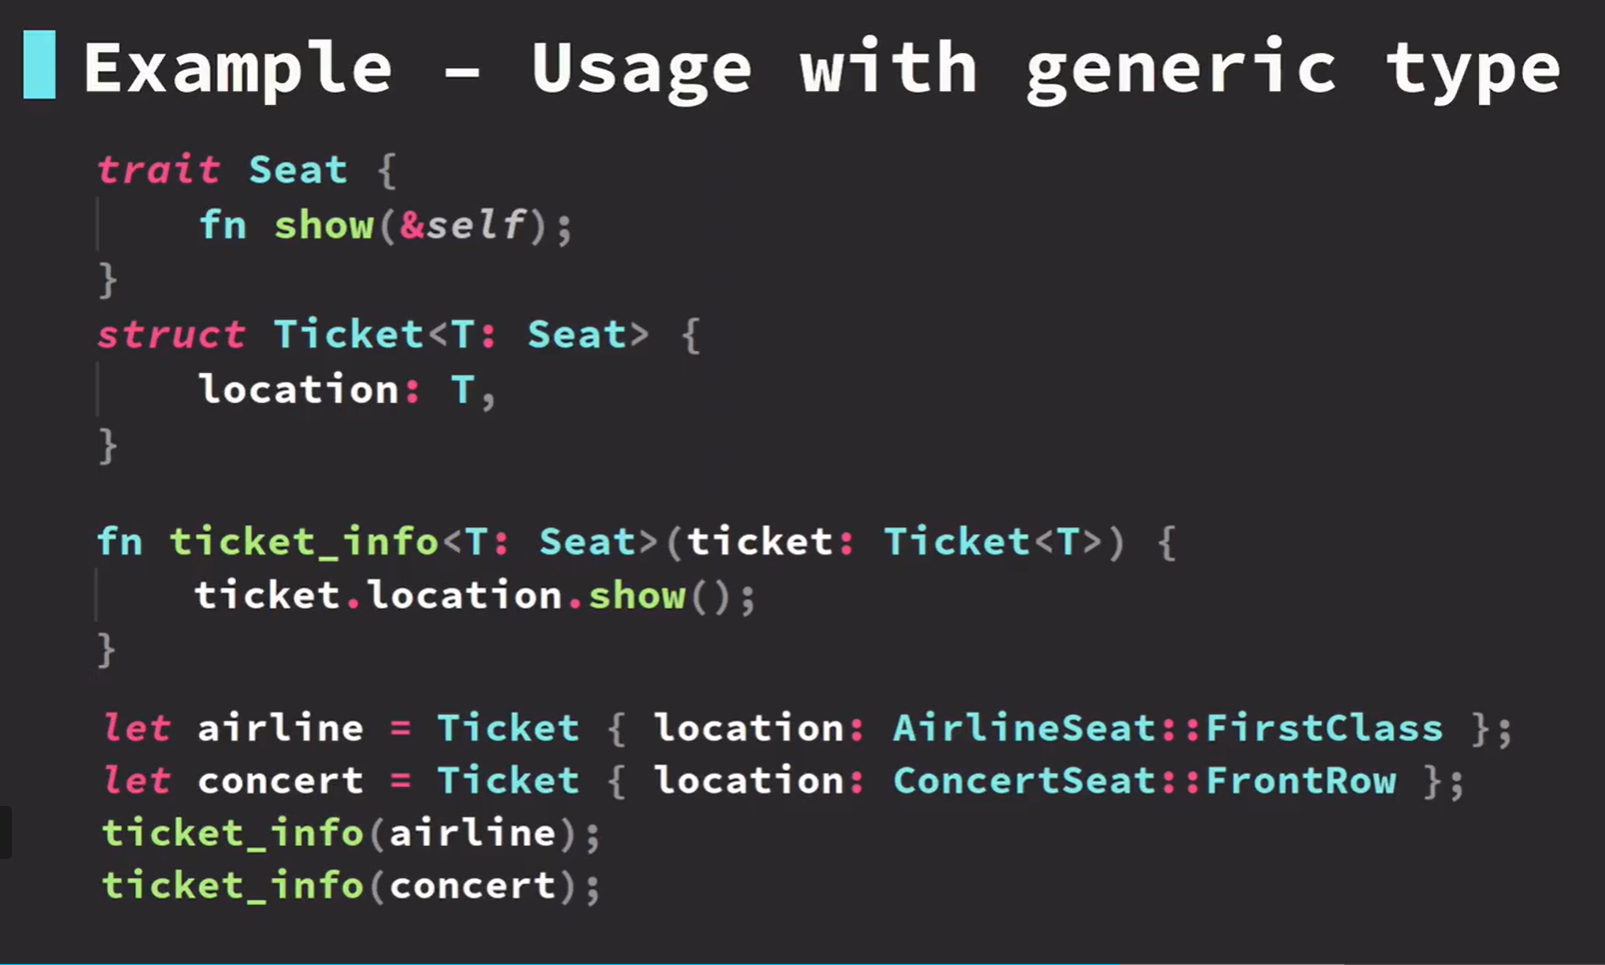 Example – Usage with generic type
trait Seat {
    fn show(&self);
}
struct Ticket<T: Seat> {
    location: T,
}
fn ticket_info<T: Seat>(ticket: Ticket<T>) {
    ticket.location.show();
}
let airline = Ticket { location: AirlineSeat::FirstClass };
let concert = Ticket { location: ConcertSeat::FrontRow };
ticket_info(airline);
ticket_info(concert);